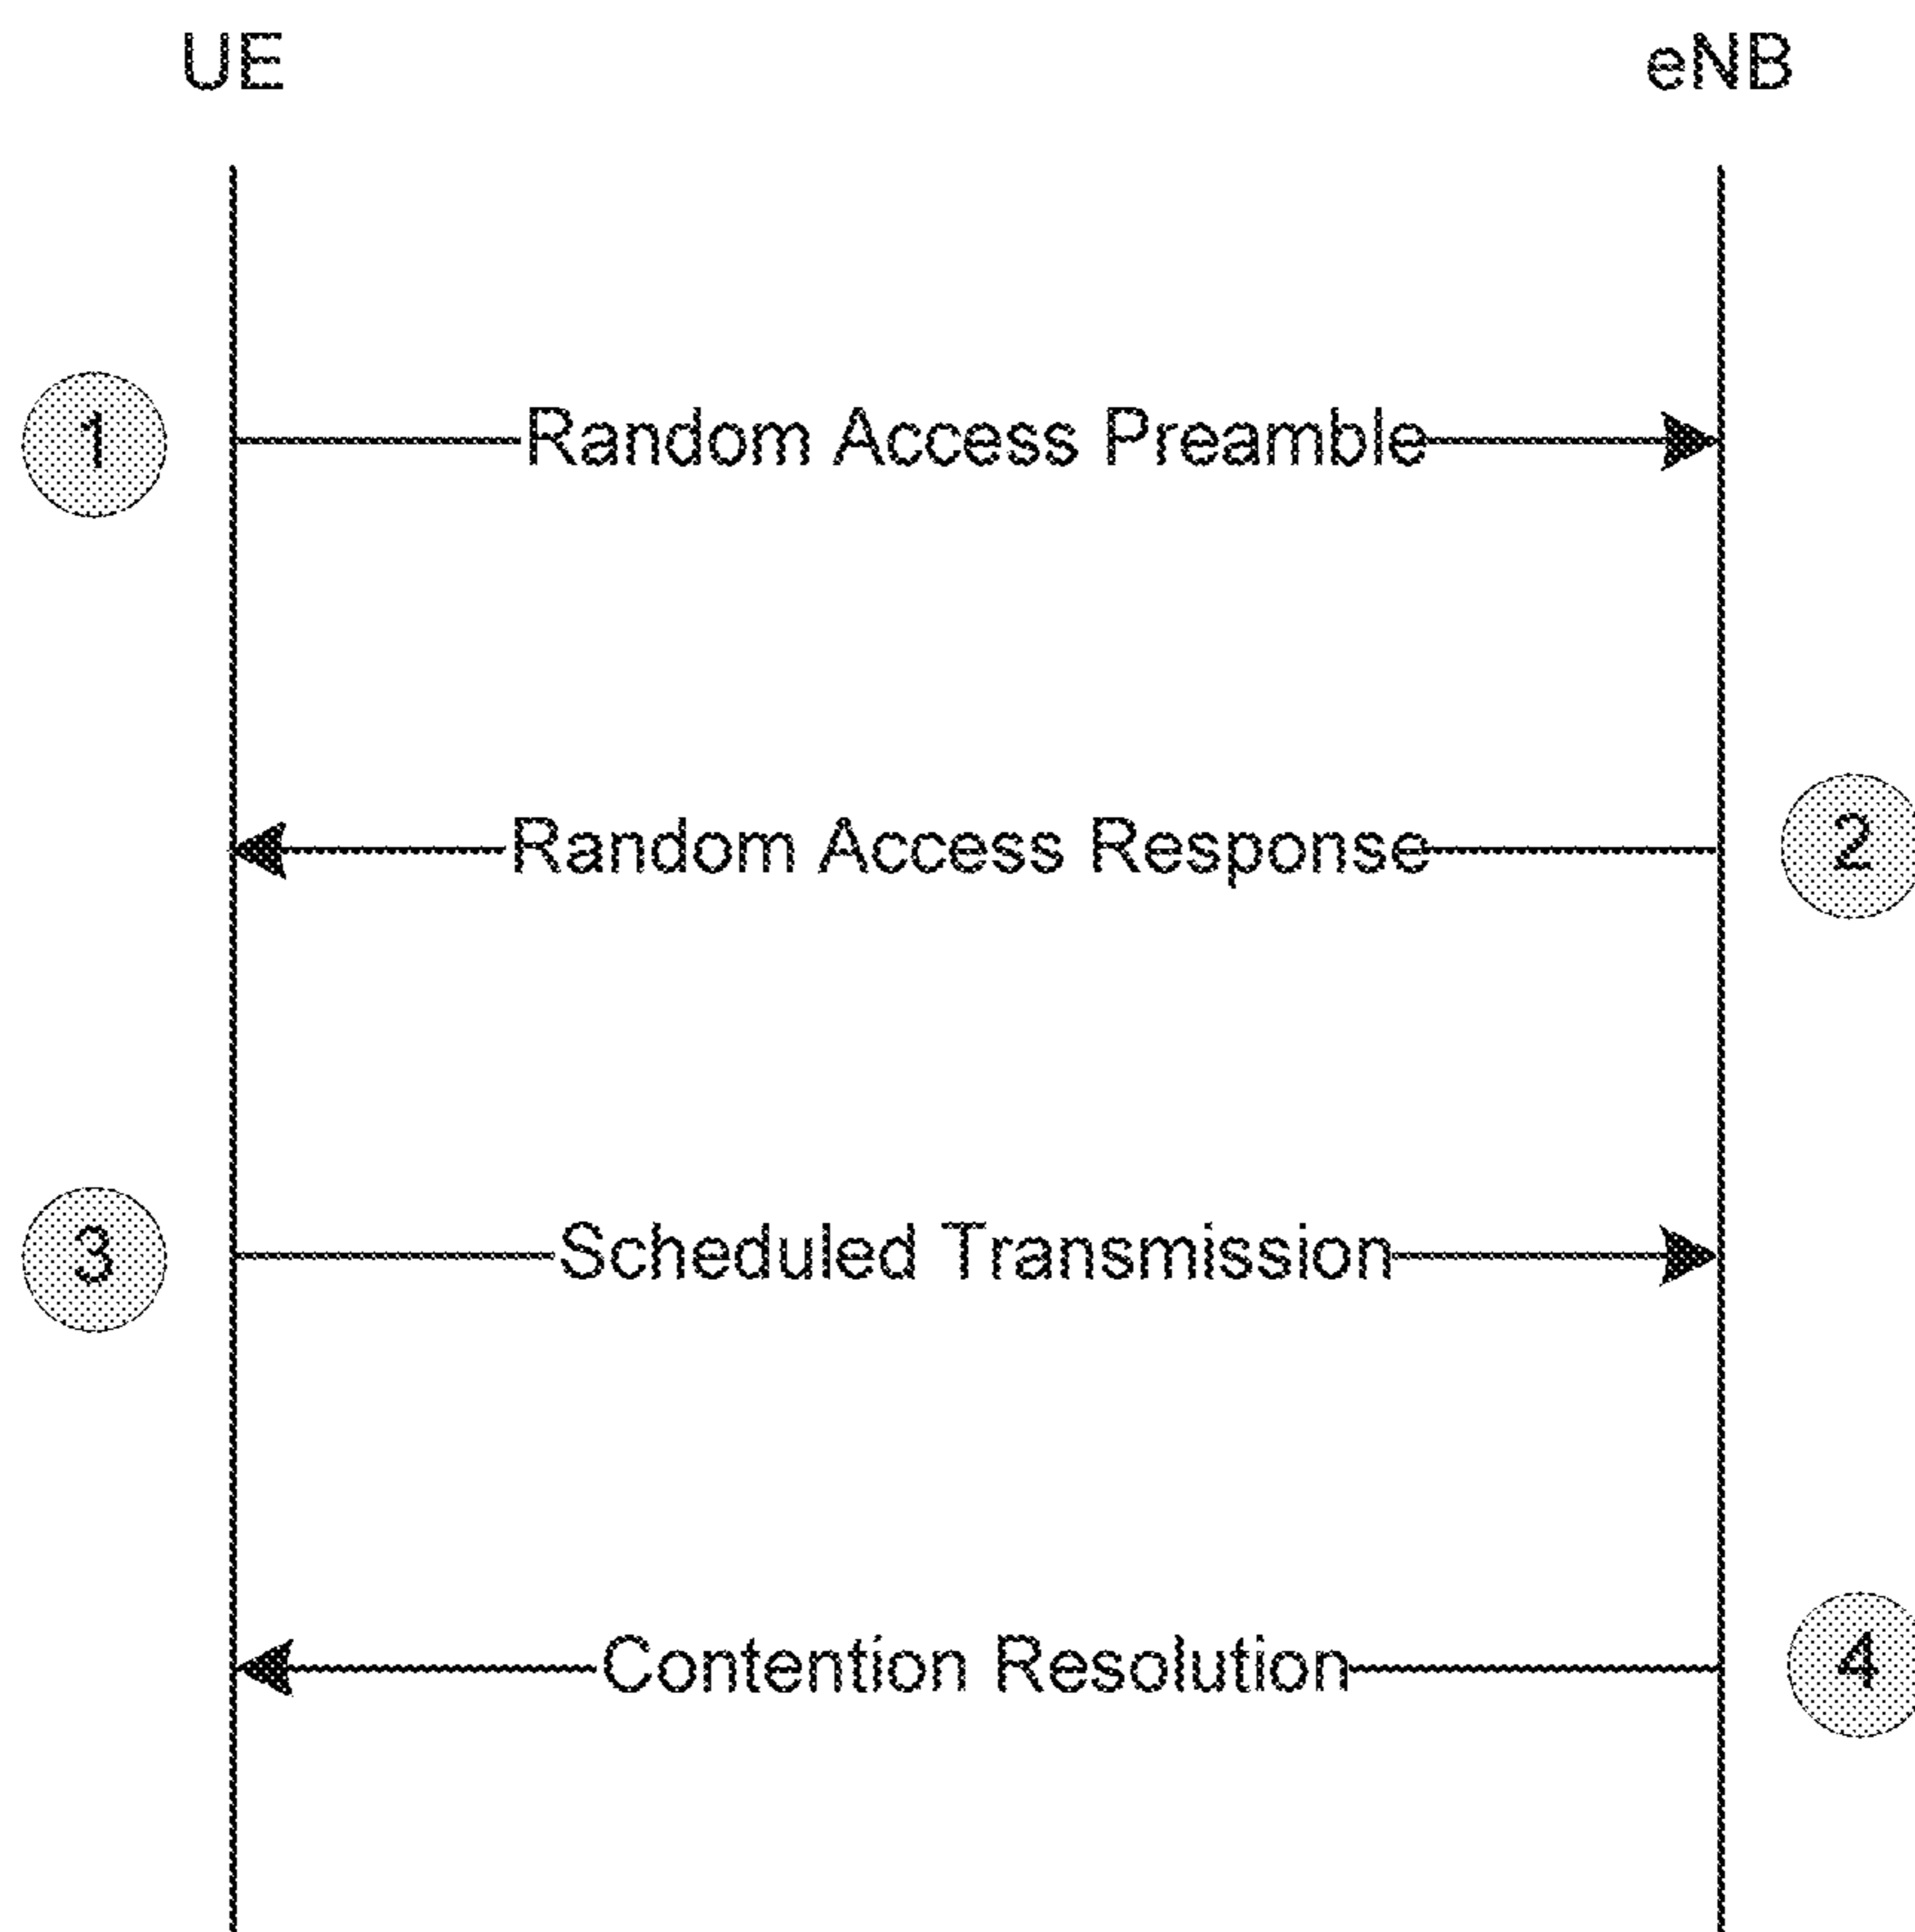 UE eNB
1 Random Access Preamble
Random Access Response 2
3 Scheduled Transmission
Contention Resolution 4